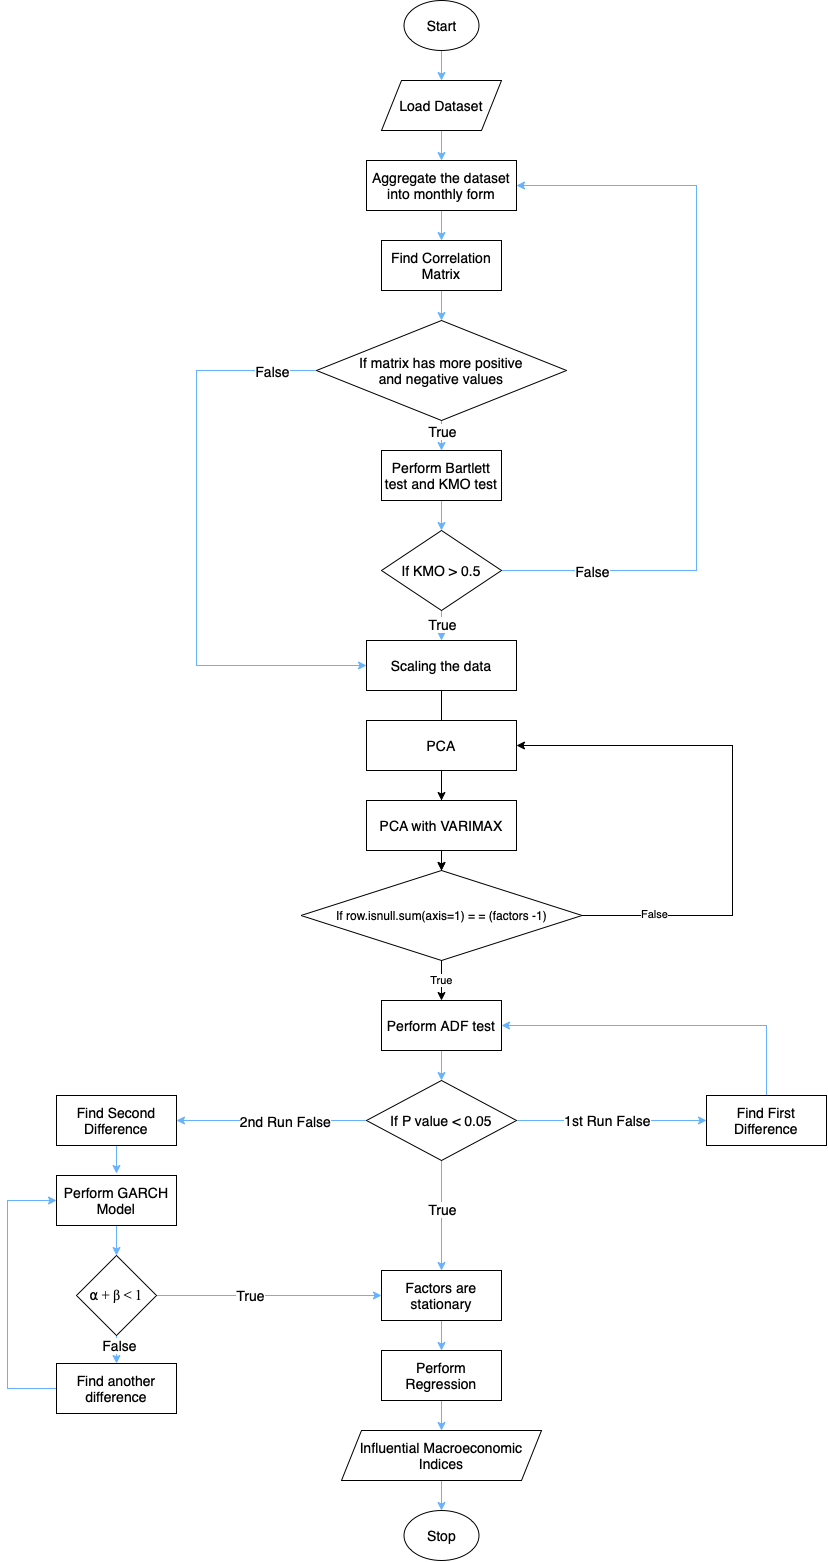 Start
Load Dataset
Aggregate the dataset
into monthly form
Find Correlation
Matrix
If matrix has more positive
and negative values
False
True
Perform Bartlett
test and KMO test
If KMO > 0.5
False
True
Scaling the data
PCA
PCA with VARIMAX
If row.isnull.sum(axis=1) = = (factors -1)
False
True
Perform ADF test
Find Second
Difference
2nd Run False
If P value < 0.05
1st Run False
Find First
Difference
Perform GARCH
Model
True
α + β < 1
True
Factors are
stationary
False
Find another
difference
Perform
Regression
Influential Macroeconomic
Indices
Stop